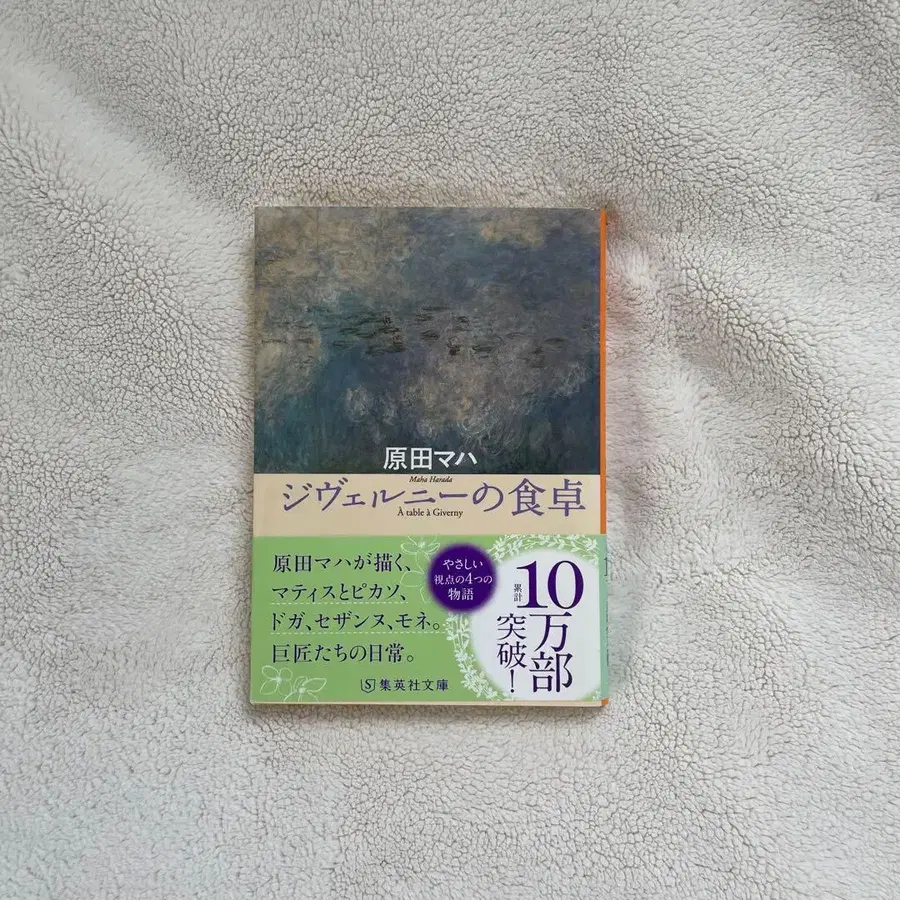 原田マハ
Maha Harada
ジヴェルニーの食卓
À table à Giverny
原田マハが描く、
マティスとピカソ、
ドガ、セザンヌ、モネ。
巨匠たちの日常。
やさしい
視点の4つの
物語
累計
10万部
突破!
S 集英社文庫